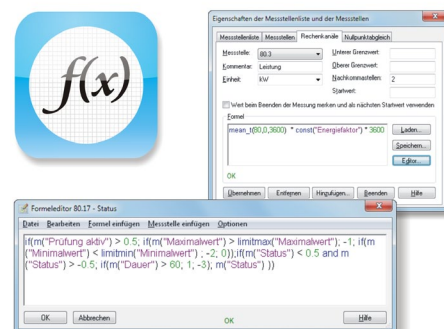 f(x)
Eigenschaften der Messstellenliste und der Messstellen
Messstellenliste Messstellen Rechenkanäle Nullpunktabgleich
Messstelle: 80.3 Unterer Grenzwert:
Kommentar: Leistung Oberer Grenzwert:
Einheit: kW Nachkommastellen: 2
Startwert:
Wert beim Beenden der Messung merken und als nächsten Startwert verwenden
Formel
mean_t(80,0,3600) * const("Energiefaktor") * 3600
Laden...
Speichern...
Editor...
OK
Übernehmen Entfernen Hinzufügen... Beenden Hilfe
Formeleditor 80.17 - Status
Datei Bearbeiten Formel einfügen Messstelle einfügen Optionen
if(m("Prüfung aktiv") > 0.5; if(m("Maximalwert") > limitmax("Maximalwert"); -1; if(m
("Minimalwert") < limitmin("Minimalwert") ; -2; 0));if(m("Status") < 0.5 and m
("Status") > -0.5; if(m("Dauer") > 60; 1; -3); m("Status") ))
OK Abbrechen OK Hilfe